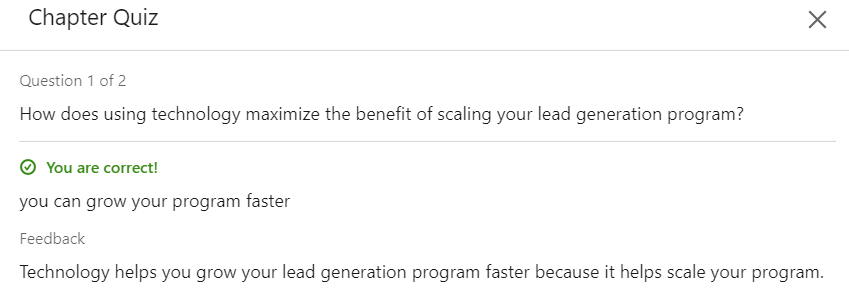 Chapter Quiz
Question 1 of 2
How does using technology maximize the benefit of scaling your lead generation program?
You are correct!
you can grow your program faster
Feedback
Technology helps you grow your lead generation program faster because it helps scale your program.